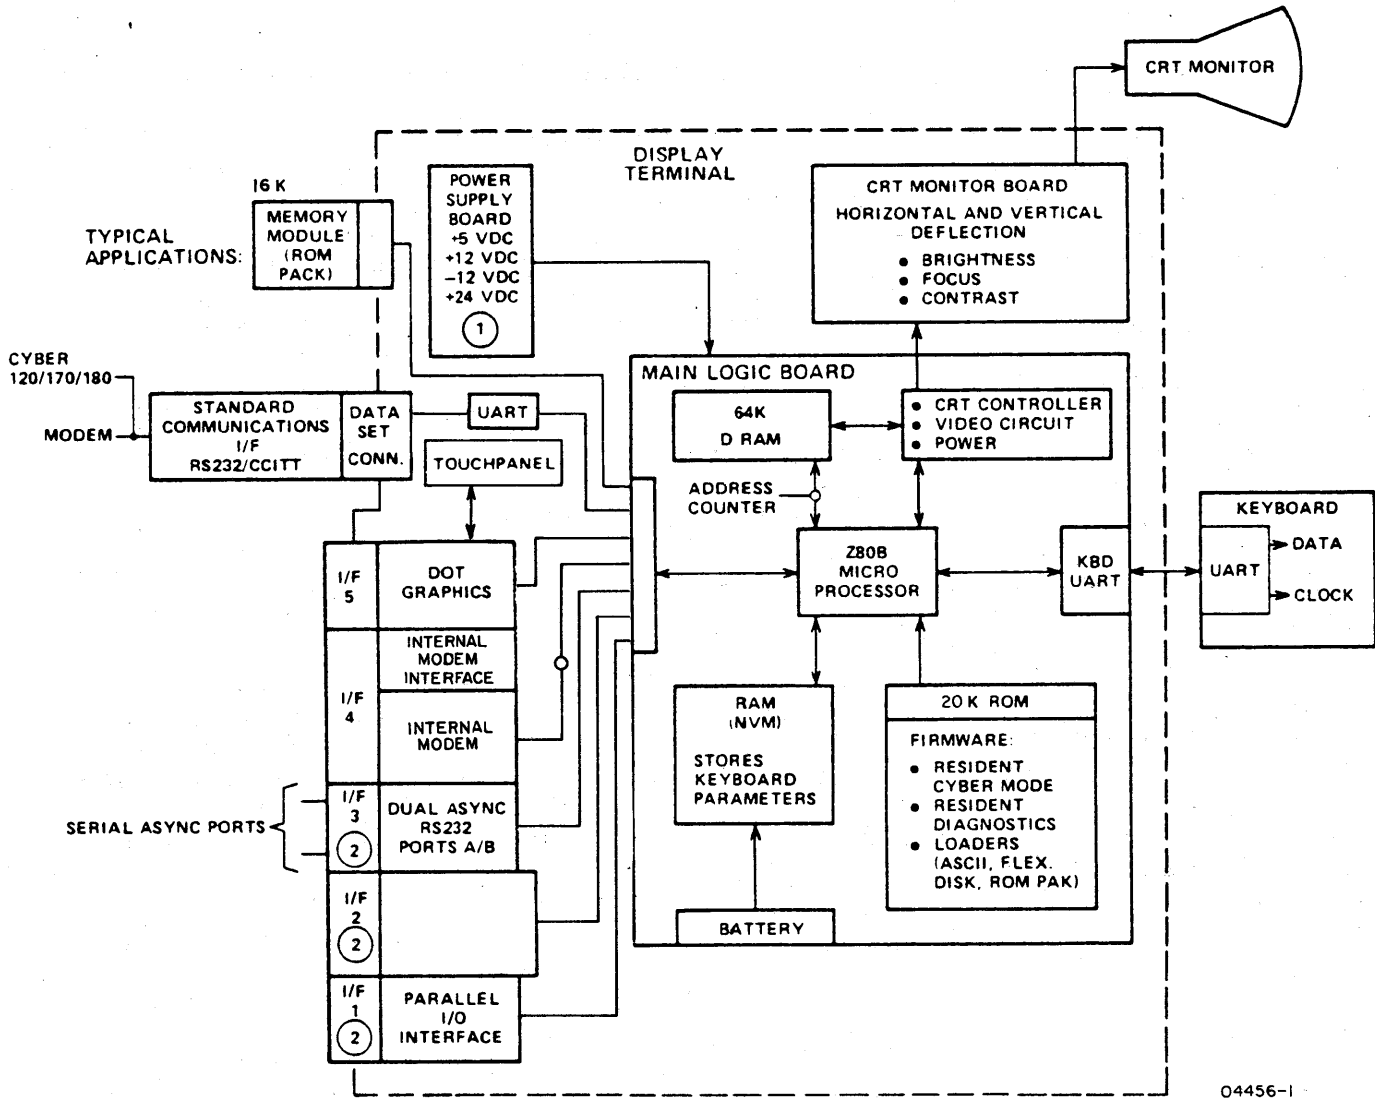 CRT MONITOR
DISPLAY
TERMINAL
16 K
MEMORY
MODULE
(ROM
PACK)
TYPICAL
APPLICATIONS:
POWER
SUPPLY
BOARD
+5 VDC
+12 VDC
−12 VDC
+24 VDC
1
CRT MONITOR BOARD
HORIZONTAL AND VERTICAL
DEFLECTION
• BRIGHTNESS
• FOCUS
• CONTRAST
CYBER
120/170/180
MODEM
STANDARD
COMMUNICATIONS
I/F
RS232/CCITT
DATA
SET
CONN.
UART
TOUCHPANEL
MAIN LOGIC BOARD
64K
D RAM
• CRT CONTROLLER
• VIDEO CIRCUIT
• POWER
ADDRESS
COUNTER
Z80B
MICRO
PROCESSOR
KBD
UART
KEYBOARD
UART
DATA
CLOCK
I/F
5
DOT
GRAPHICS
I/F
4
INTERNAL
MODEM
INTERFACE
INTERNAL
MODEM
SERIAL ASYNC PORTS
I/F
3
2
DUAL ASYNC
RS232
PORTS A/B
I/F
2
2
I/F
1
2
PARALLEL
I/O
INTERFACE
RAM
(NVM)
STORES
KEYBOARD
PARAMETERS
BATTERY
20 K ROM
FIRMWARE:
• RESIDENT
CYBER MODE
• RESIDENT
DIAGNOSTICS
• LOADERS
(ASCII, FLEX.
DISK, ROM PAK)
04456-1